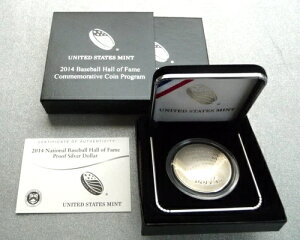 UNITED STATES MINT
2014 Baseball Hall of Fame
Commemorative Coin Program
UNITED STATES MINT
CERTIFICATE OF AUTHENTICITY
2014 National Baseball Hall of Fame
Proof Silver Dollar
UNITED STATES MINT